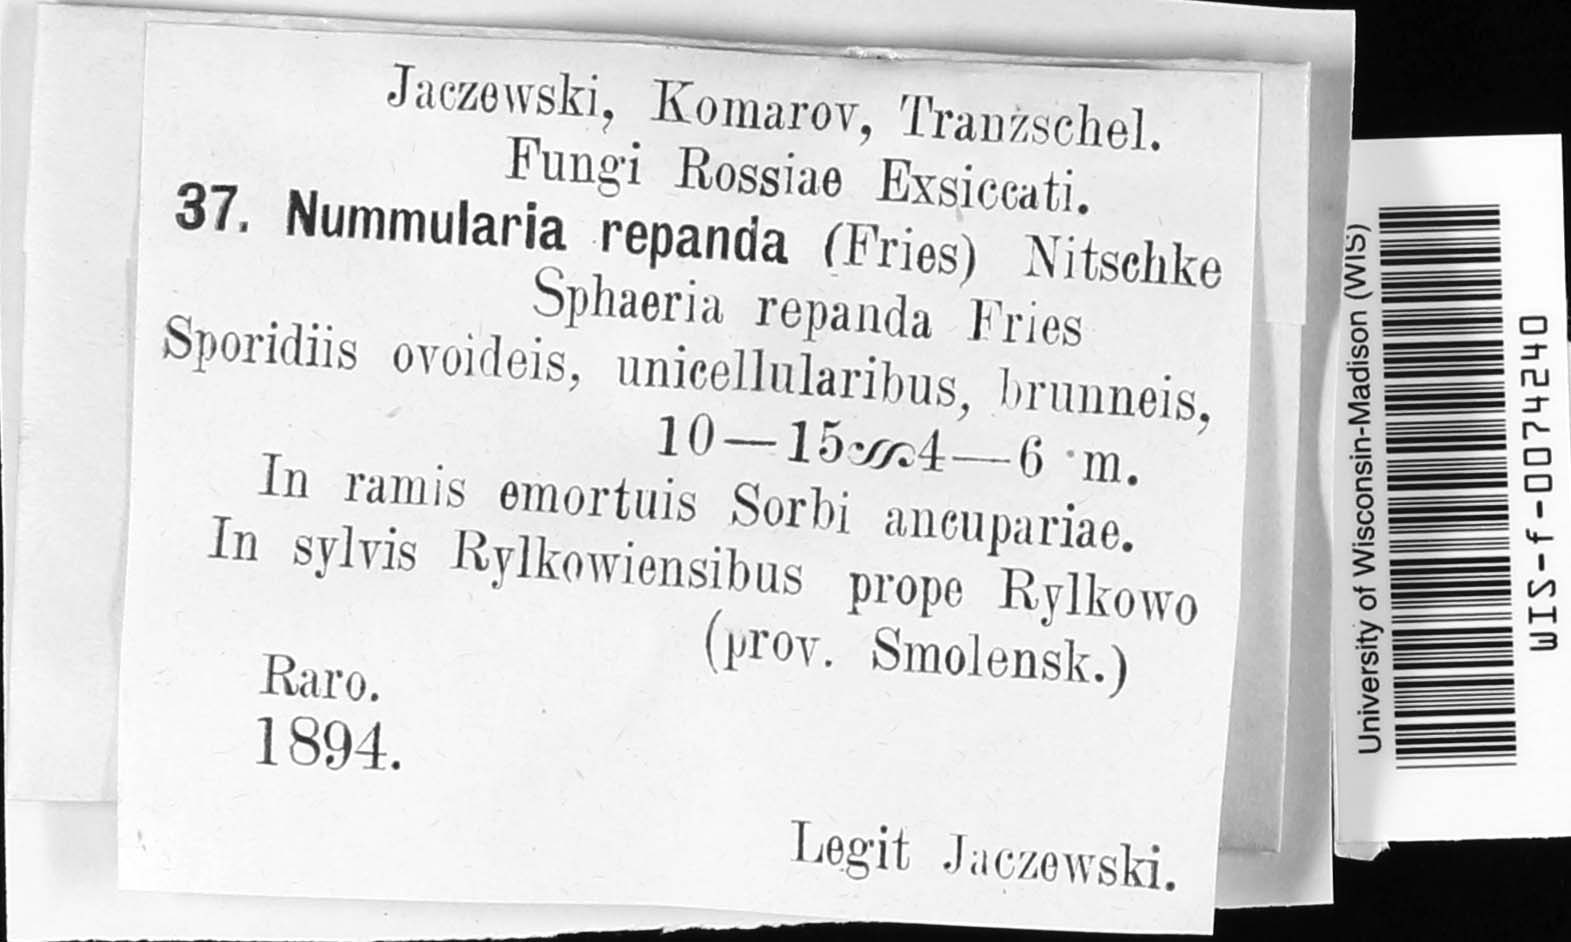 Jaczewski, Komarov, Tranzschel.
Fungi Rossiae Exsiccati.
37. Nummularia repanda (Fries) Nitschke
Sphaeria repanda Fries
Sporidiis ovoideis, unicellularibus, brunneis,
10—15∽4—6 m.
In ramis emortuis Sorbi aucupariae.
In sylvis Rylkowiensibus prope Rylkowo
(prov. Smolensk.)
Raro.
1894.
Legit Jaczewski.
University of Wisconsin-Madison (WIS)
WIS-f-0074240